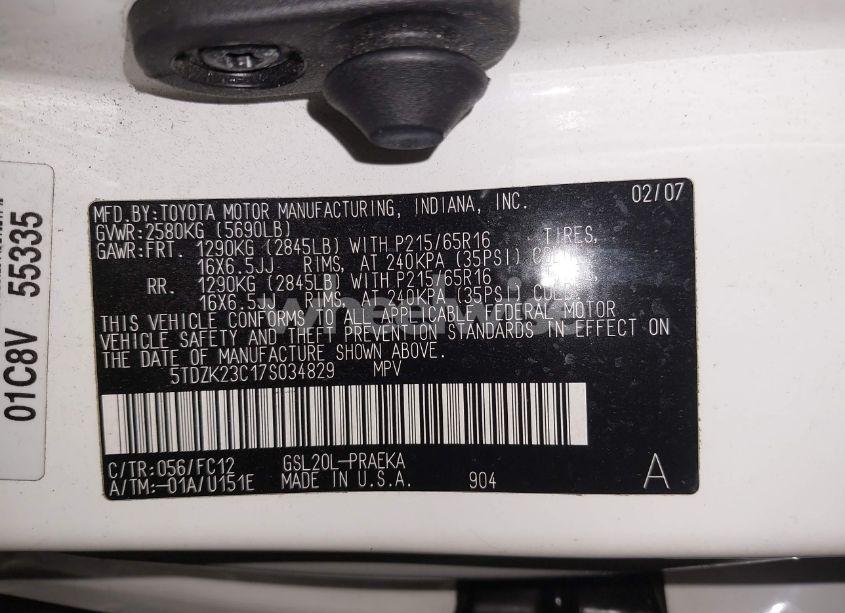 02/07
MFD.BY:TOYOTA MOTOR MANUFACTURING, INDIANA, INC.
GVWR:2580KG (5690LB)
GAWR:FRT. 1290KG (2845LB) WITH P215/65R16 TIRES,
16X6.5JJ RIMS, AT 240KPA (35PSI)
RR. 1290KG (2845LB) WITH P215/65R16
16X6.5JJ RIMS, AT 240KPA (35PSI)
THIS VEHICLE CONFORMS TO ALL APPLICABLE FEDERAL MOTOR
VEHICLE SAFETY AND THEFT PREVENTION STANDARDS IN EFFECT ON
THE DATE OF MANUFACTURE SHOWN ABOVE.
5TDZK23C17S034829 MPV
C/TR:056/FC12 GSL20L-PRAEKA
A/TM:-01A/U151E MADE IN U.S.A. 904 A
01C8V 55335